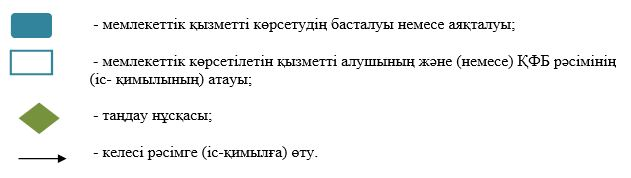 - мемлекеттік қызметті көрсетудің басталуы немесе аяқталуы;
- мемлекеттік көрсетілетін қызметті алушының және (немесе) ҚФБ рәсімінің
(іс- қимылының) атауы;
- таңдау нұсқасы;
- келесі рәсімге (іс-қимылға) өту.